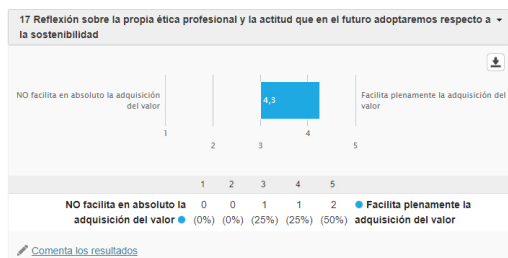 17 Reflexión sobre la propia ética profesional y la actitud que en el futuro adoptaremos respecto a
la sostenibilidad
NO facilita en absoluto la adquisición
del valor
4,3
Facilita plenamente la adquisición del
valor
1
2
3
4
5
1 2 3 4 5
NO facilita en absoluto la 0 0 1 1 2 Facilita plenamente la
adquisición del valor (0%) (0%) (25%) (25%) (50%) adquisición del valor
Comenta los resultados